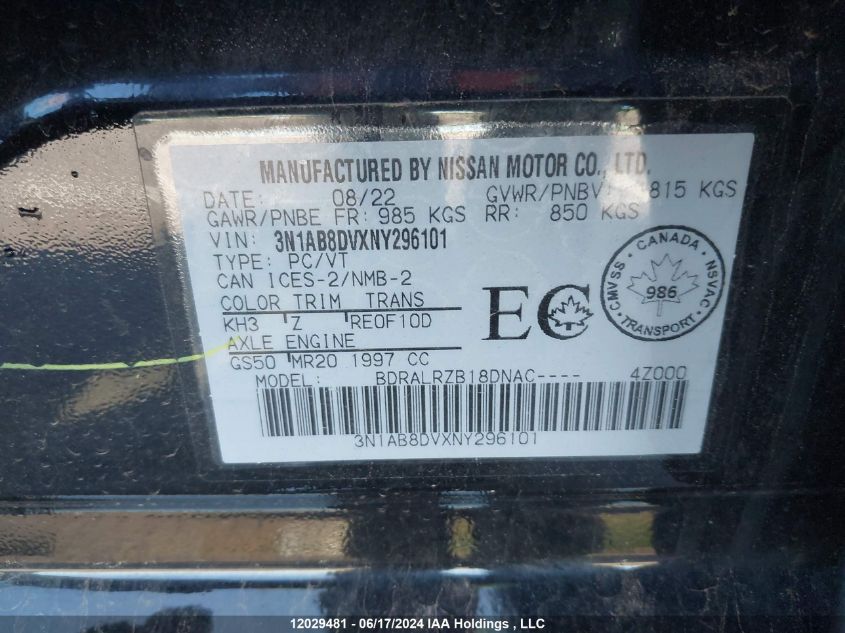 MANUFACTURED BY NISSAN MOTOR CO., LTD.
DATE: 08/22 GVWR/PNBV: 815 KGS
GAWR/PNBE FR: 985 KGS RR: 850 KGS
VIN: 3N1AB8DVXNY296101
TYPE: PC/VT
CAN ICES-2/NMB-2
COLOR TRIM TRANS
KH3 Z RE0F10D
AXLE ENGINE
GS50 MR20 1997 CC
MODEL: BDRALRZB18DNAC---- 4Z000
3N1AB8DVXNY296101
EC
CANADA
CMVSS 986 NSVAC
TRANSPORT
12029481 - 06/17/2024 IAA Holdings , LLC